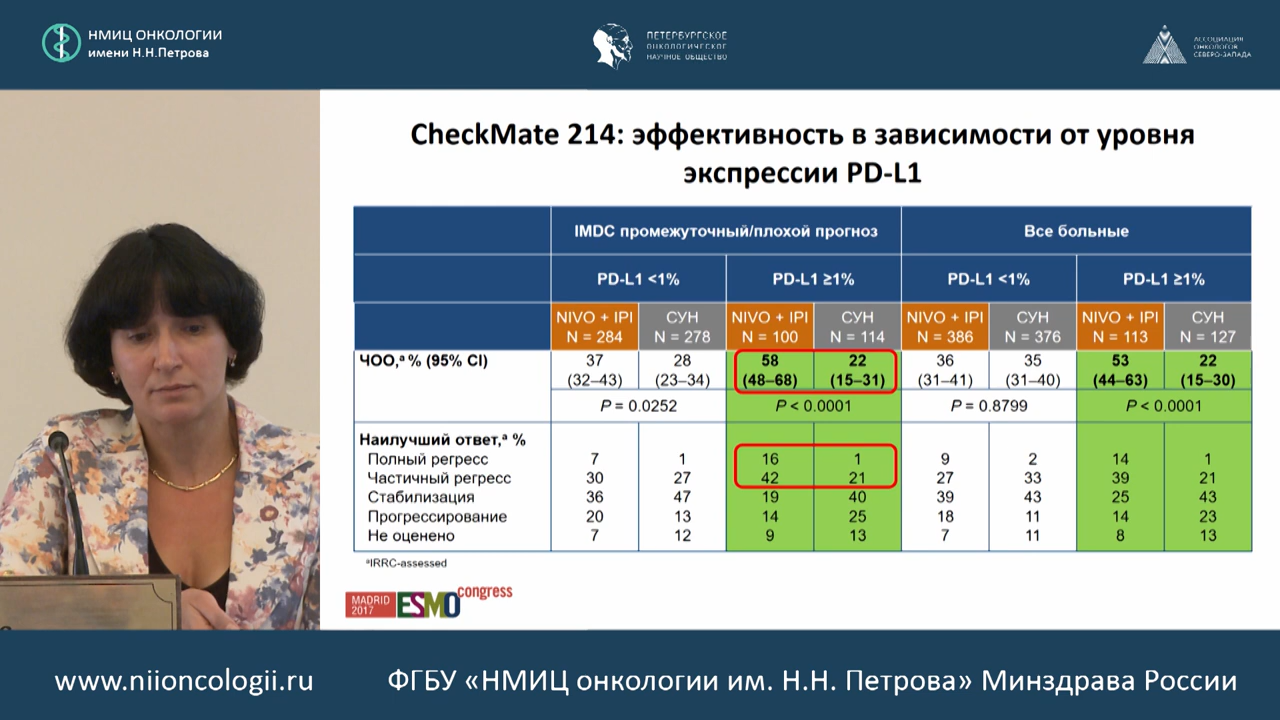 НМИЦ ОНКОЛОГИИ
имени Н.Н.Петрова
ПЕТЕРБУРГСКОЕ
ОНКОЛОГИЧЕСКОЕ
НАУЧНОЕ ОБЩЕСТВО
АССОЦИАЦИЯ
ОНКОЛОГОВ
СЕВЕРО-ЗАПАДА
CheckMate 214: эффективность в зависимости от уровня
экспрессии PD-L1
IMDC промежуточный/плохой прогноз Все больные
PD-L1 <1% PD-L1 ≥1% PD-L1 <1% PD-L1 ≥1%
NIVO + IPI СУН NIVO + IPI СУН NIVO + IPI СУН NIVO + IPI СУН
N = 284 N = 278 N = 100 N = 114 N = 386 N = 376 N = 113 N = 127
ЧОО,ᵃ % (95% CI) 37 28 58 22 36 35 53 22
(32–43) (23–34) (48–68) (15–31) (31–41) (31–40) (44–63) (15–30)
P = 0.0252 P < 0.0001 P = 0.8799 P < 0.0001
Наилучший ответ,ᵃ %
Полный регресс 7 1 16 1 9 2 14 1
Частичный регресс 30 27 42 21 27 33 39 21
Стабилизация 36 47 19 40 39 43 25 43
Прогрессирование 20 13 14 25 18 11 14 23
Не оценено 7 12 9 13 7 11 8 13
ᵃIRRC-assessed
MADRID
2017
ESMO congress
www.niioncologii.ru ФГБУ «НМИЦ онкологии им. Н.Н. Петрова» Минздрава России